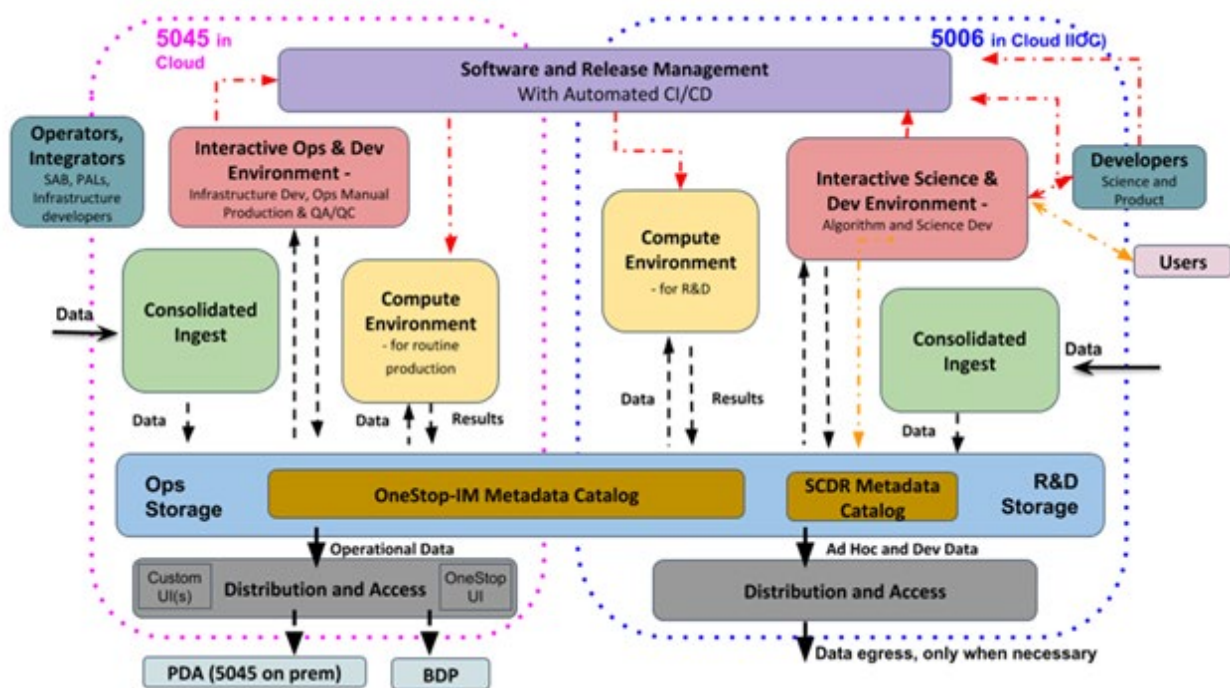 5045 in
Cloud
5006 in Cloud IIOG)
Software and Release Management
With Automated CI/CD
Operators,
Integrators
SAB, PALs,
Infrastructure
developers
Interactive Ops & Dev
Environment -
Infrastructure Dev, Ops Manual
Production & QA/QC
Interactive Science &
Dev Environment -
Algorithm and Science Dev
Developers
Science and
Product
Users
Compute
Environment
- for R&D
Data
Consolidated
Ingest
Compute
Environment
- for routine
production
Consolidated
Ingest
Data
Data
Data
Results
Data
Results
Data
Ops
Storage
OneStop-IM Metadata Catalog
SCDR Metadata
Catalog
R&D
Storage
Operational Data
Ad Hoc and Dev Data
Custom
UI(s)
Distribution and Access
OneStop
UI
Distribution and Access
Data egress, only when necessary
PDA (5045 on prem)
BDP